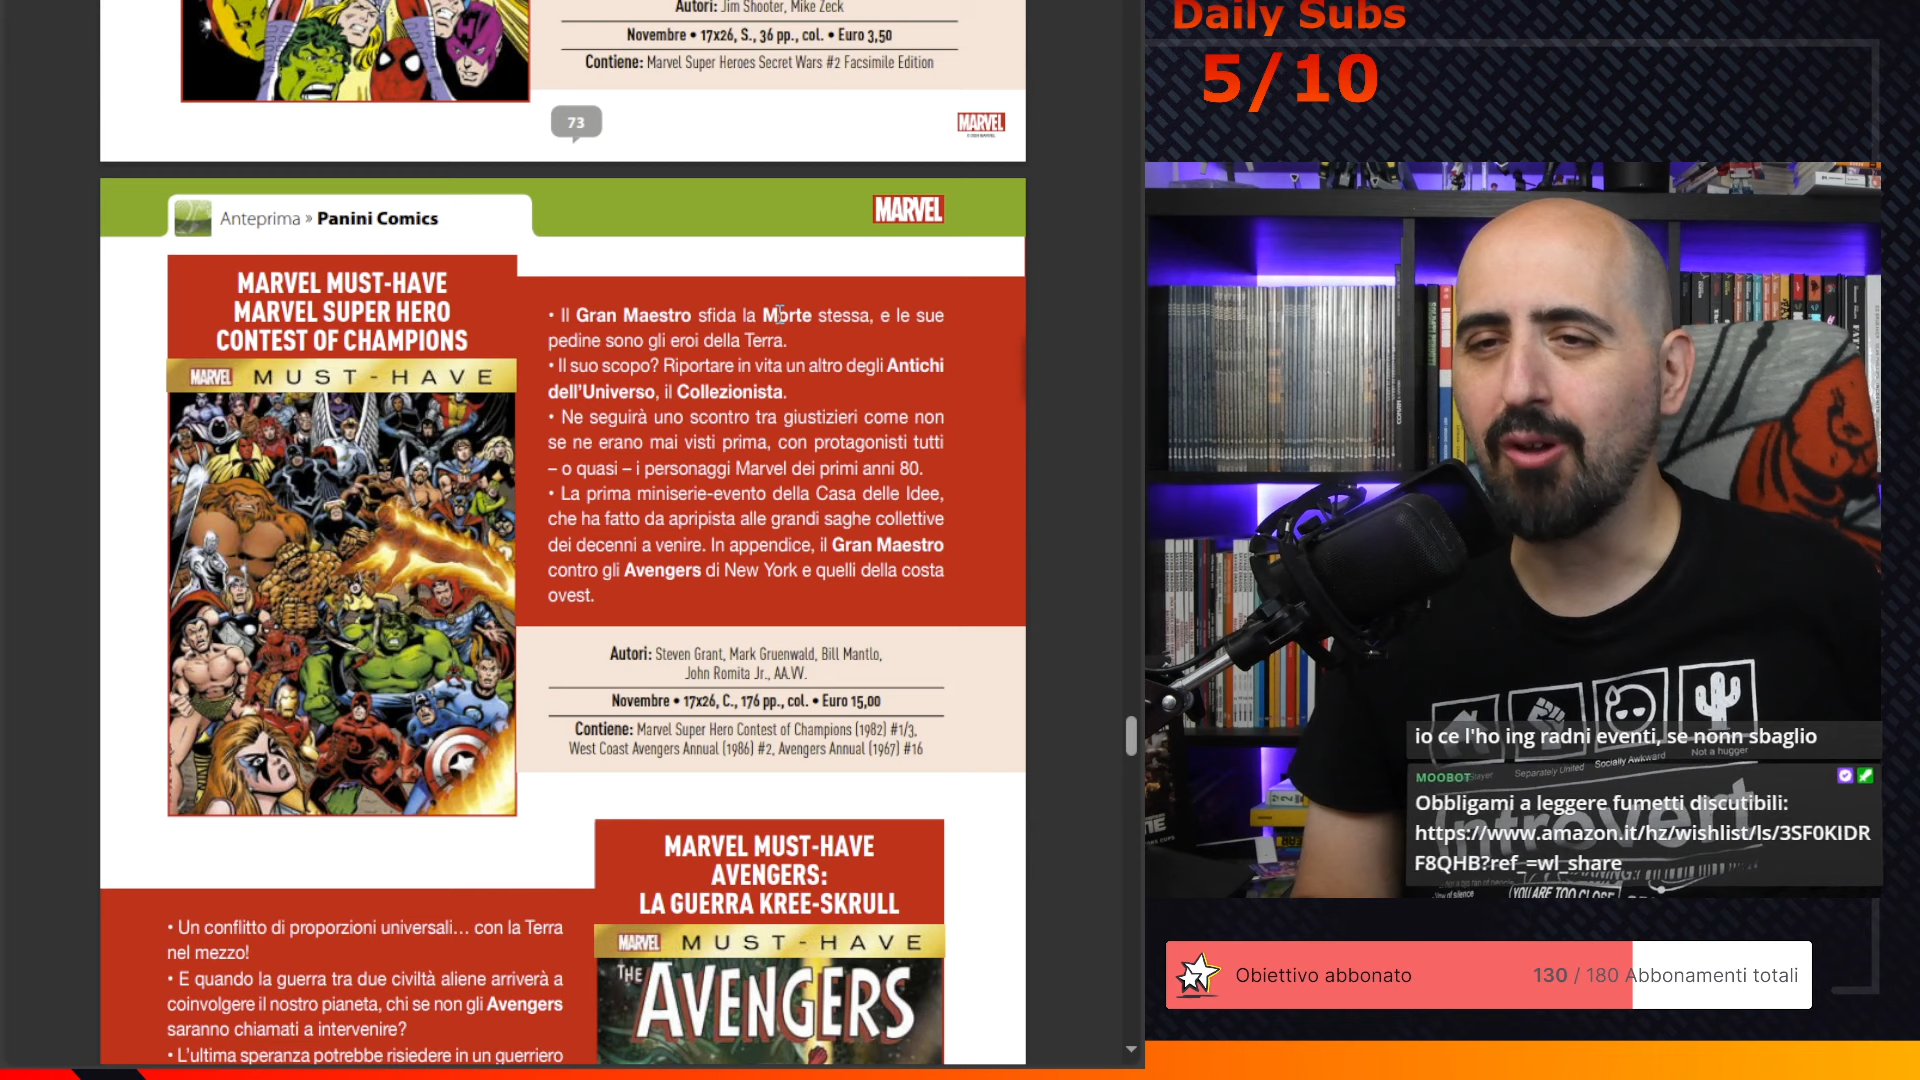 Autori: Jim Shooter, Mike Zeck
Novembre • 17x26, S., 36 pp., col. • Euro 3,50
Contiene: Marvel Super Heroes Secret Wars #2 Facsimile Edition
73
MARVEL
Anteprima » Panini Comics
MARVEL
MARVEL MUST-HAVE
MARVEL SUPER HERO
CONTEST OF CHAMPIONS
MARVEL MUST-HAVE
• Il Gran Maestro sfida la Morte stessa, e le sue
pedine sono gli eroi della Terra.
• Il suo scopo? Riportare in vita un altro degli Antichi
dell'Universo, il Collezionista.
• Ne seguirà uno scontro tra giustizieri come non
se ne erano mai visti prima, con protagonisti tutti
– o quasi – i personaggi Marvel dei primi anni 80.
• La prima miniserie-evento della Casa delle Idee,
che ha fatto da apripista alle grandi saghe collettive
dei decenni a venire. In appendice, il Gran Maestro
contro gli Avengers di New York e quelli della costa
ovest.
Autori: Steven Grant, Mark Gruenwald, Bill Mantlo,
John Romita Jr., AA.VV.
Novembre • 17x26, C., 176 pp., col. • Euro 15,00
Contiene: Marvel Super Hero Contest of Champions (1982) #1/3,
West Coast Avengers Annual (1986) #2, Avengers Annual (1967) #16
MARVEL MUST-HAVE
AVENGERS:
LA GUERRA KREE-SKRULL
MARVEL MUST-HAVE
THE AVENGERS
• Un conflitto di proporzioni universali... con la Terra
nel mezzo!
• E quando la guerra tra due civiltà aliene arriverà a
coinvolgere il nostro pianeta, chi se non gli Avengers
saranno chiamati a intervenire?
• L'ultima speranza potrebbe risiedere in un guerriero
Daily Subs
5/10
Separately United
Socially Awkward
Not a hugger
introvert
WARNING:
(YOU ARE TOO CLOSE
io ce l'ho ing radni eventi, se nonn sbaglio
MOOBOT
Obbligami a leggere fumetti discutibili:
https://www.amazon.it/hz/wishlist/ls/3SF0KIDR
F8QHB?ref_=wl_share
Obiettivo abbonato
130 / 180 Abbonamenti totali